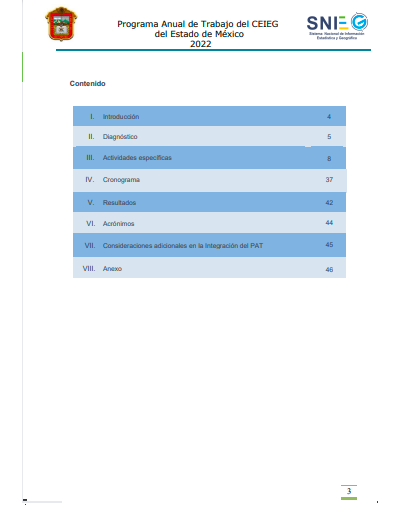 Programa Anual de Trabajo del CEIEG
del Estado de México
2022
SNIEG
Sistema Nacional de Información
Estadística y Geográfica
Contenido
I. Introducción 4
II. Diagnóstico 5
III. Actividades específicas 8
IV. Cronograma 37
V. Resultados 42
VI. Acrónimos 44
VII. Consideraciones adicionales en la Integración del PAT 45
VIII. Anexo 46
3